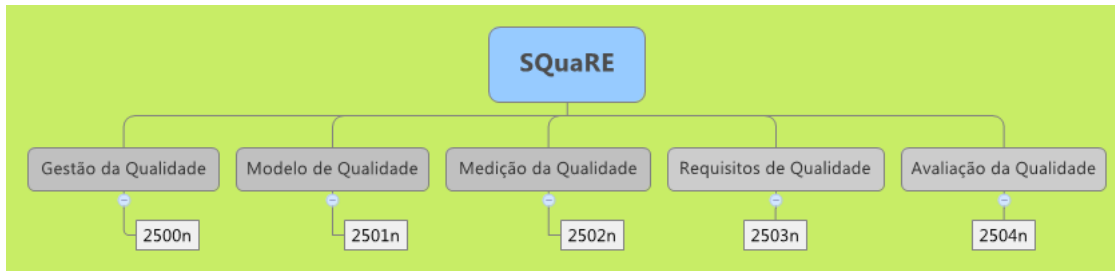 SQuaRE
Gestão da Qualidade
Modelo de Qualidade
Medição da Qualidade
Requisitos de Qualidade
Avaliação da Qualidade
2500n
2501n
2502n
2503n
2504n